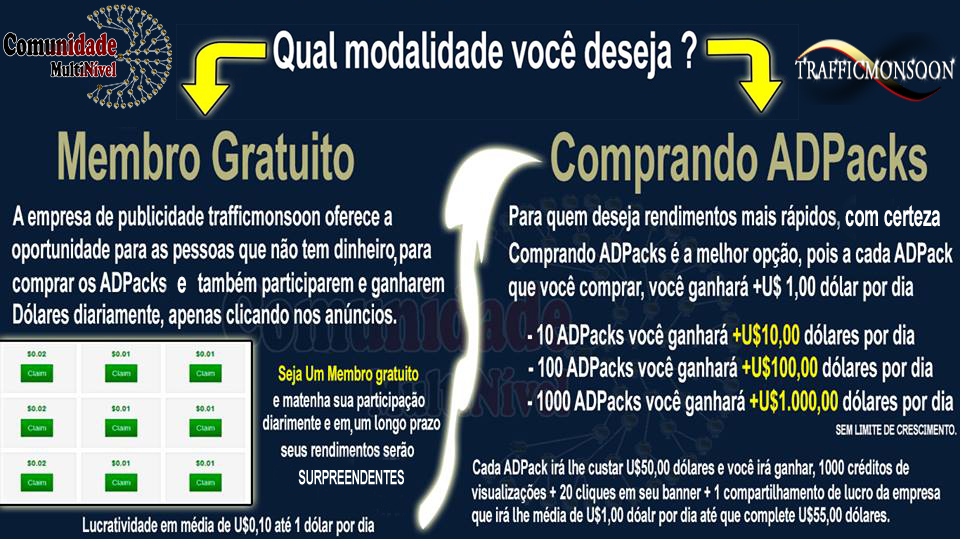 Comunidade
MultiNível
Qual modalidade você deseja ?
TRAFFICMONSOON
Membro Gratuito
A empresa de publicidade trafficmonsoon oferece a
oportunidade para as pessoas que não tem dinheiro, para
comprar os ADPacks e também participarem e ganharem
Dólares diariamente, apenas clicando nos anúncios.
$0.02 $0.01 $0.01
Claim Claim Claim
$0.02 $0.01 $0.01
Claim Claim Claim
$0.02 $0.01 $0.01
Claim Claim Claim
Seja Um Membro gratuito
e matenha sua participação
diarimente e em, um longo prazo
seus rendimentos serão
SURPREENDENTES
Lucratividade em média de U$0,10 até 1 dólar por dia
Comprando ADPacks
Para quem deseja rendimentos mais rápidos, com certeza
Comprando ADPacks é a melhor opção, pois a cada ADPack
que você comprar, você ganhará +U$ 1,00 dólar por dia
- 10 ADPacks você ganhará +U$10,00 dólares por dia
- 100 ADPacks você ganhará +U$100,00 dólares por dia
- 1000 ADPacks você ganhará +U$1.000,00 dólares por dia
SEM LIMITE DE CRESCIMENTO.
Cada ADPack irá lhe custar U$50,00 dólares e você irá ganhar, 1000 créditos de
visualizações + 20 cliques em seu banner + 1 compartilhamento de lucro da empresa
que irá lhe média de U$1,00 dóalr por dia até que complete U$55,00 dólares.
Comunidade
MultiNível